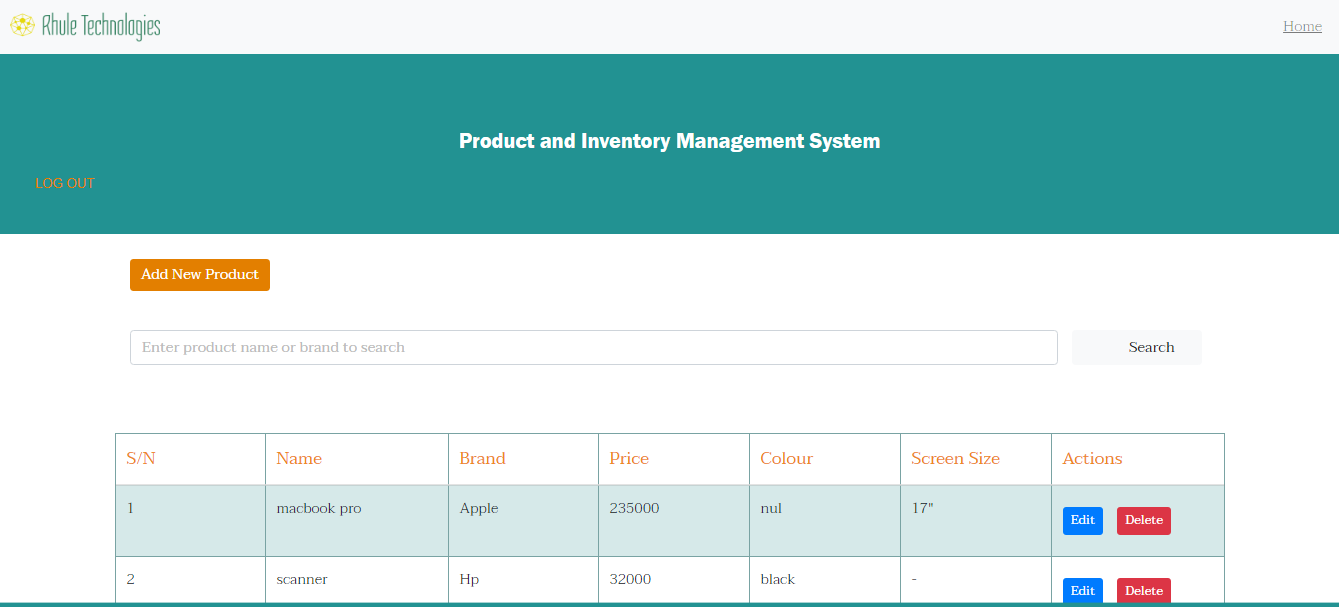 Rhule Technologies
Home
Product and Inventory Management System
LOG OUT
Add New Product
Enter product name or brand to search
Search
S/N Name Brand Price Colour Screen Size Actions
1 macbook pro Apple 235000 nul 17" Edit Delete
2 scanner Hp 32000 black - Edit Delete